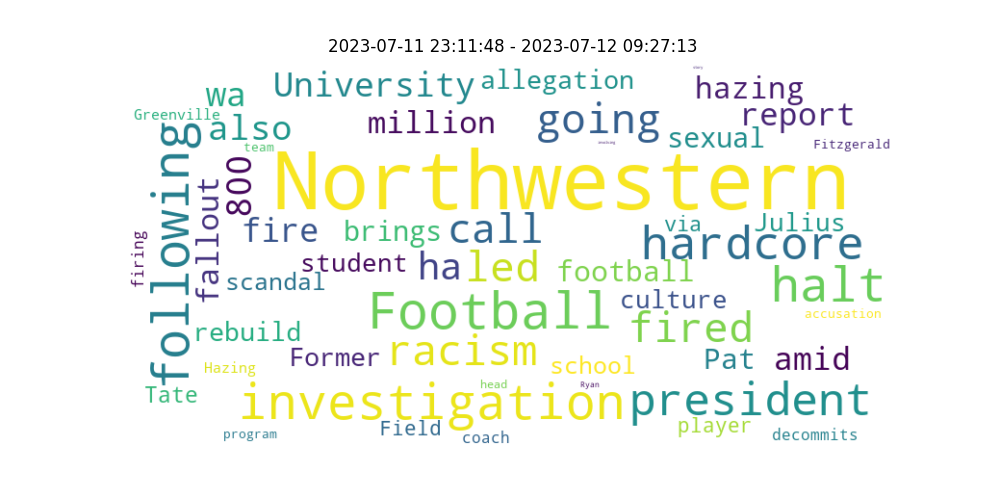 2023-07-11 23:11:48 - 2023-07-12 09:27:13
University allegation
wa hazing
Greenville also million going report
sexual Fitzgerald
team
Northwestern
following 800
fallout fire brings call via Julius
hardcore
firing student ha led football halt
scandal culture
Football accusation
rebuild fired
Former racism school Pat amid
Hazing
Tate investigation head Ryan president
program Field coach player decommits